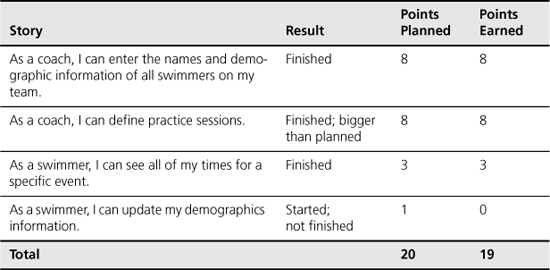 Story Result Points Planned Points Earned
As a coach, I can enter the names and demo-
graphic information of all swimmers on my
team.
Finished 8 8
As a coach, I can define practice sessions.
Finished; bigger
than planned
8 8
As a swimmer, I can see all of my times for a
specific event.
Finished 3 3
As a swimmer, I can update my demographics
information.
Started;
not finished
1 0
Total 20 19